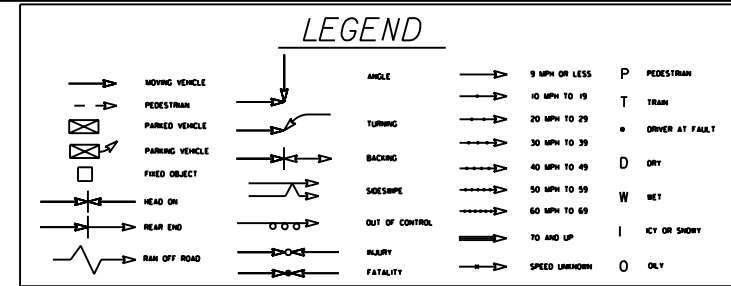 LEGEND
MOVING VEHICLE
PEDESTRIAN
PARKED VEHICLE
PARKING VEHICLE
FIXED OBJECT
HEAD ON
REAR END
RAN OFF ROAD
ANGLE
TURNING
BACKING
SIDESWIPE
OUT OF CONTROL
INJURY
FATALITY
9 MPH OR LESS
10 MPH TO 19
20 MPH TO 29
30 MPH TO 39
40 MPH TO 49
50 MPH TO 59
60 MPH TO 69
70 AND UP
SPEED UNKNOWN
P PEDESTRIAN
T TRAIN
DRIVER AT FAULT
D DRY
W WET
I ICY OR SNOWY
O OILY